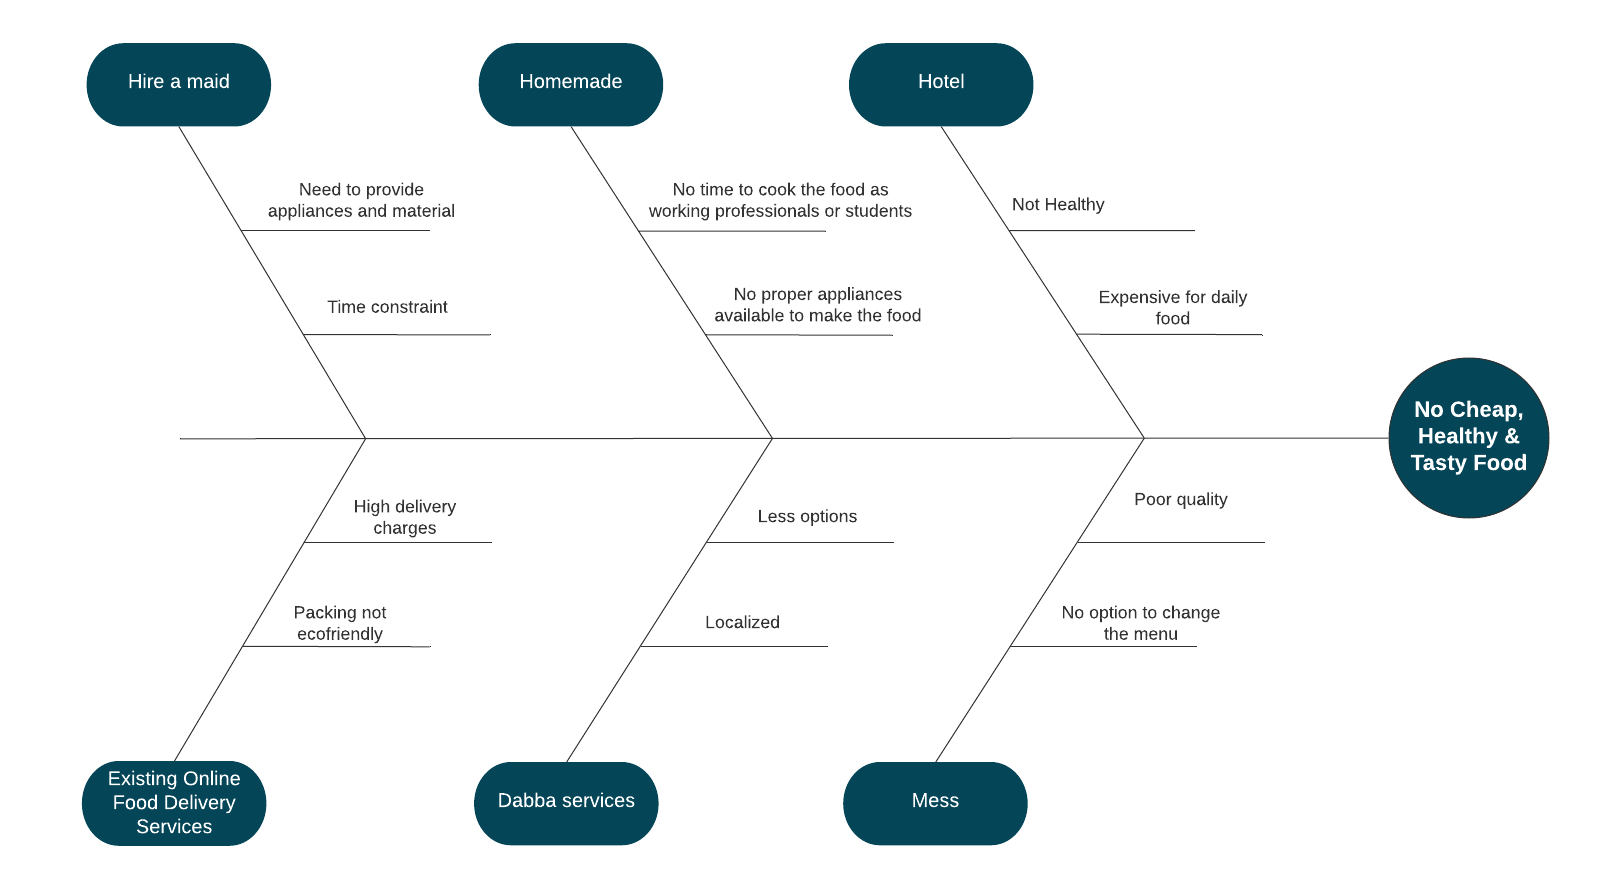 Hire a maid
Homemade
Hotel
Need to provide
appliances and material
No time to cook the food as
working professionals or students
Not Healthy
Time constraint
No proper appliances
available to make the food
Expensive for daily
food
No Cheap,
Healthy &
Tasty Food
High delivery
charges
Less options
Poor quality
Packing not
ecofriendly
Localized
No option to change
the menu
Existing Online
Food Delivery
Services
Dabba services
Mess